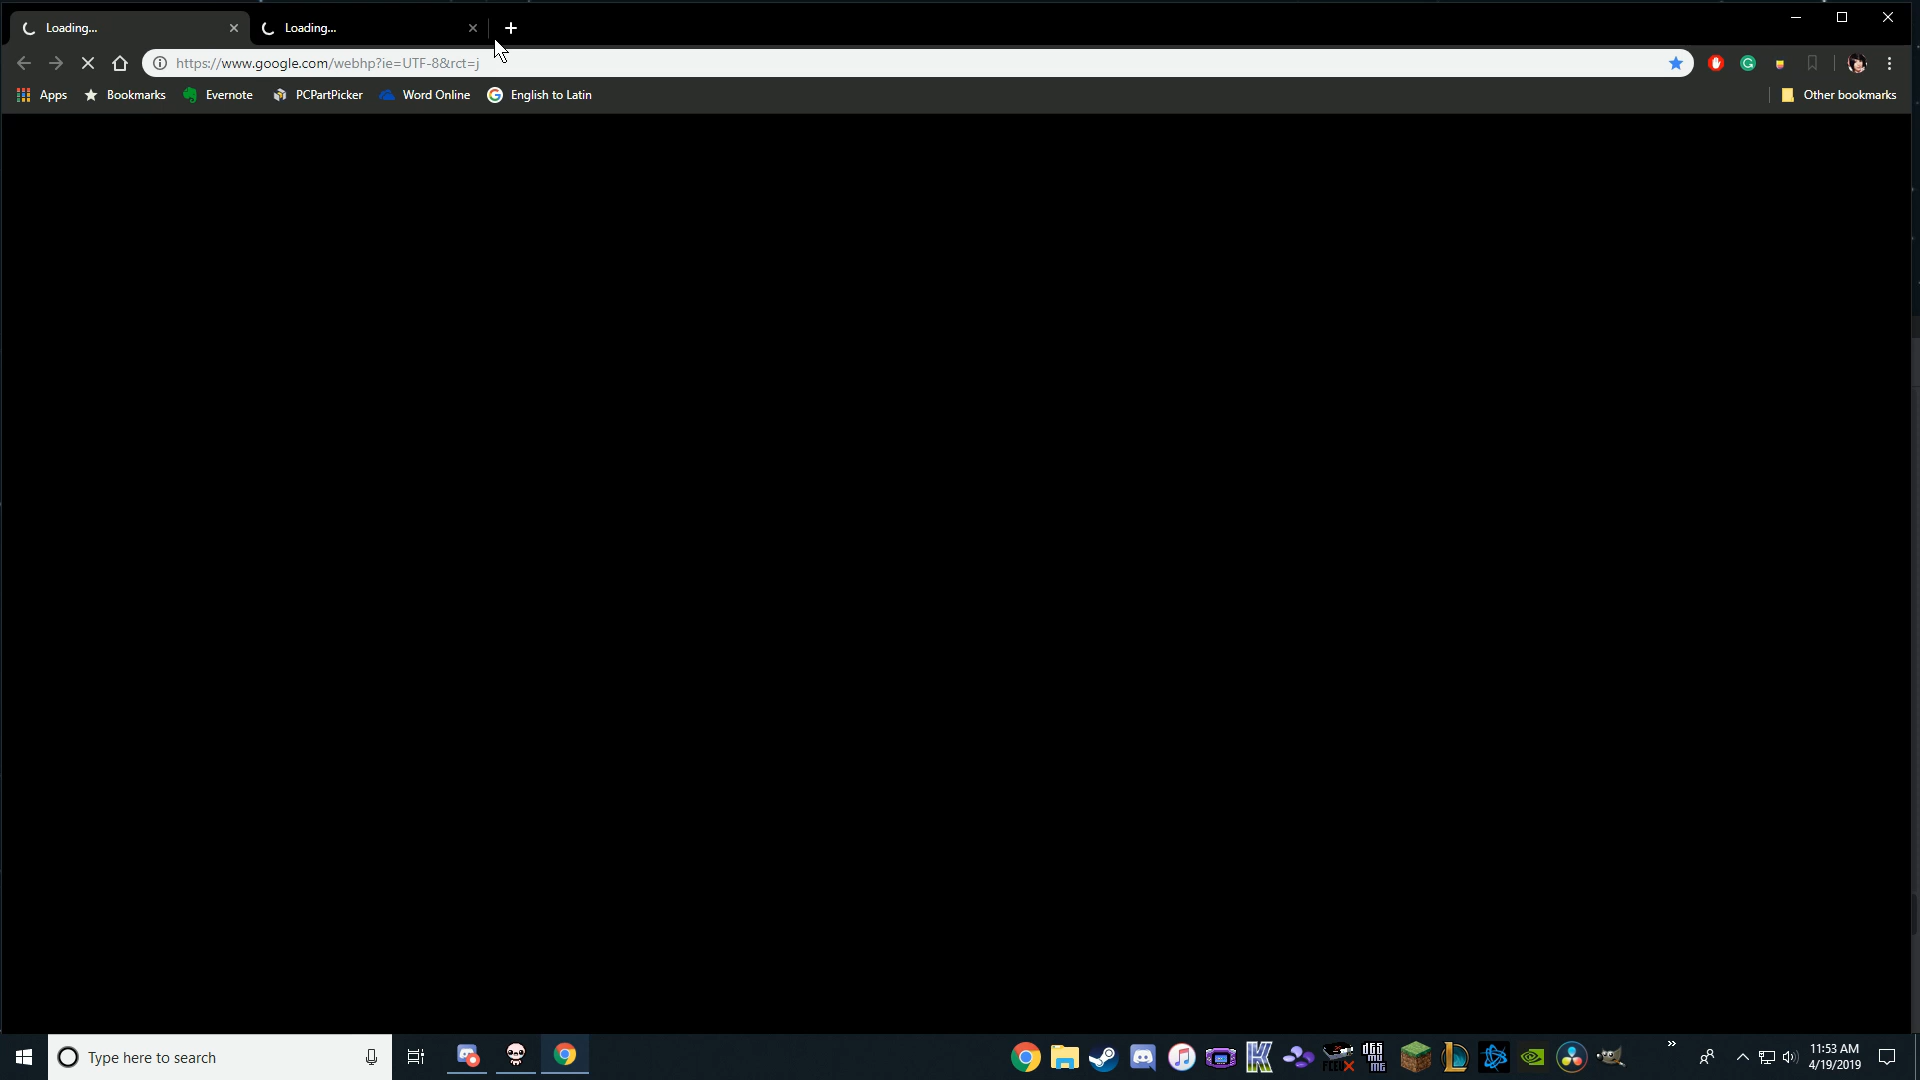 Loading...
Loading...
https://www.google.com/webhp?ie=UTF-8&rct=j
Apps
Bookmarks
Evernote
PCPartPicker
Word Online
English to Latin
Other bookmarks
Type here to search
11:53 AM
4/19/2019